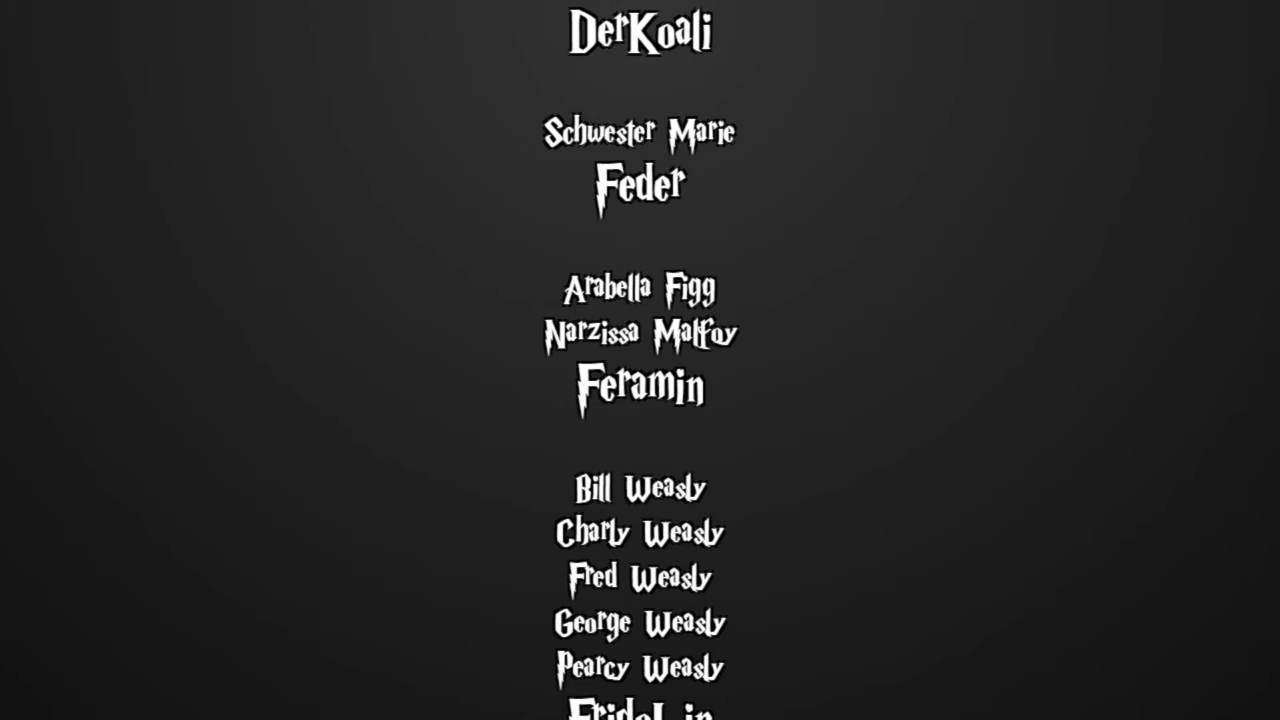 DerKoali
Schwester Marie
Feder
Arabella Figg
Narzissa Malfoy
Feramin
Bill Weasly
Charly Weasly
Fred Weasly
George Weasly
Pearcy Weasly